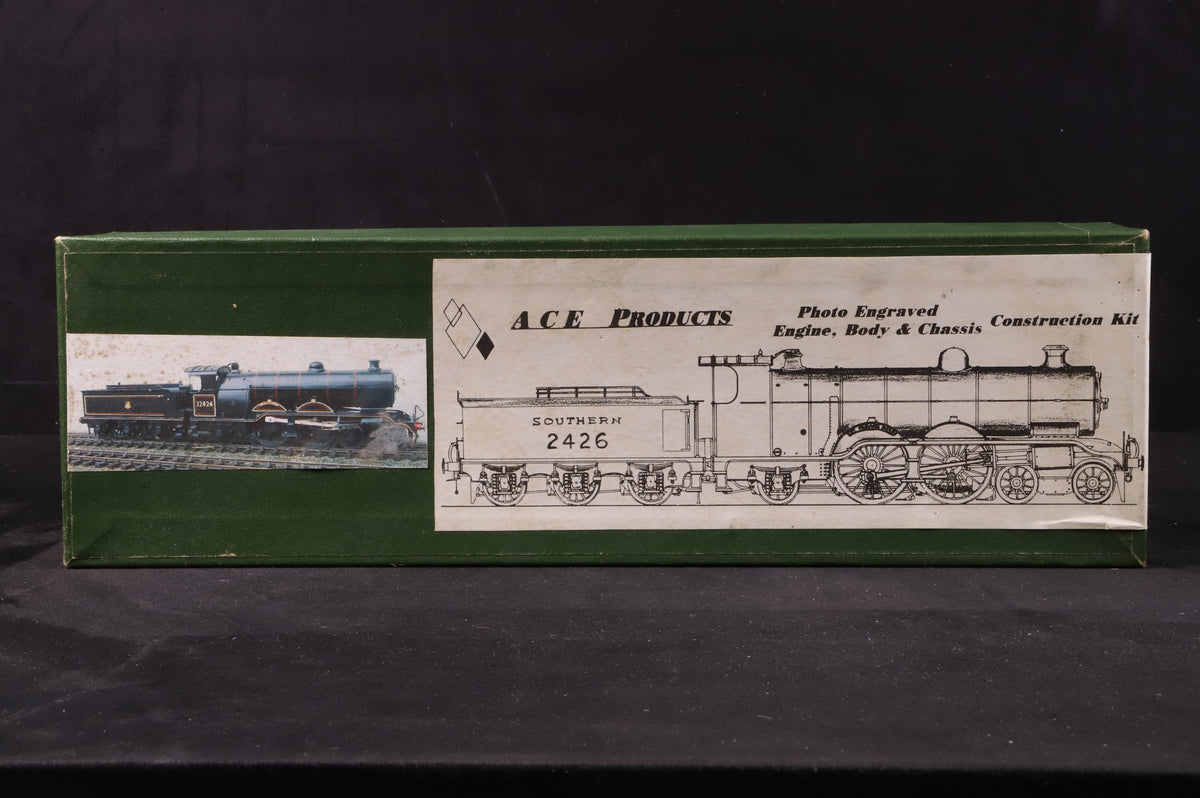 ACE PRODUCTS
Photo Engraved
Engine, Body & Chassis
Construction Kit
SOUTHERN
2426
32424